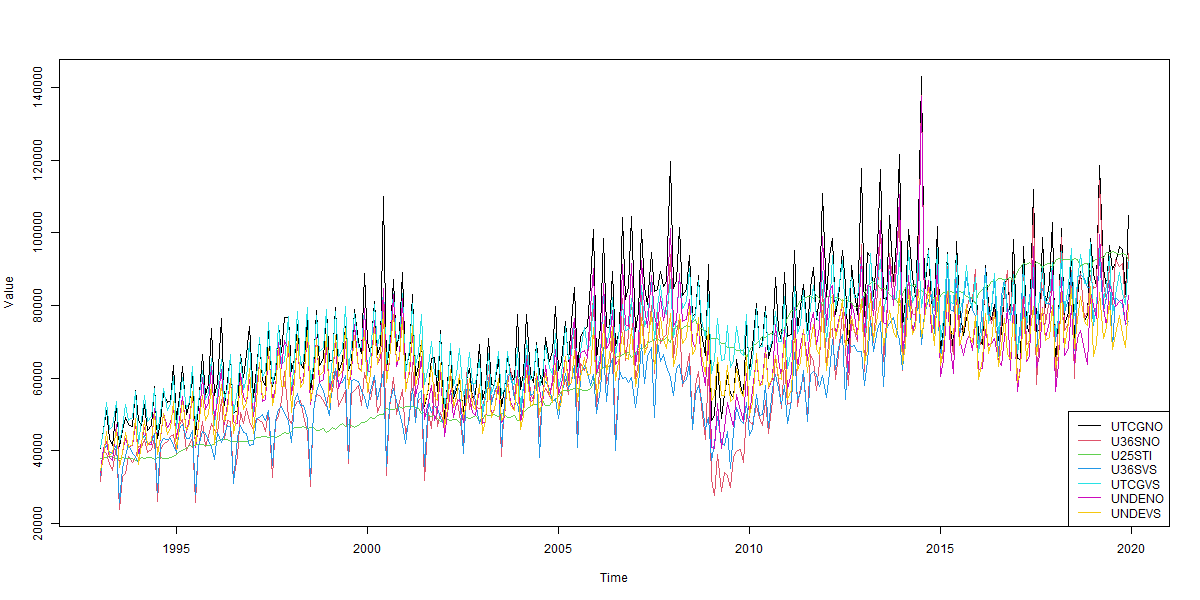 Value
140000
120000
100000
80000
60000
40000
20000
1995
2000
2005
2010
2015
2020
Time
UTCGNO
U36SNO
U25STI
U36SVS
UTCGVS
UNDENO
UNDEVS